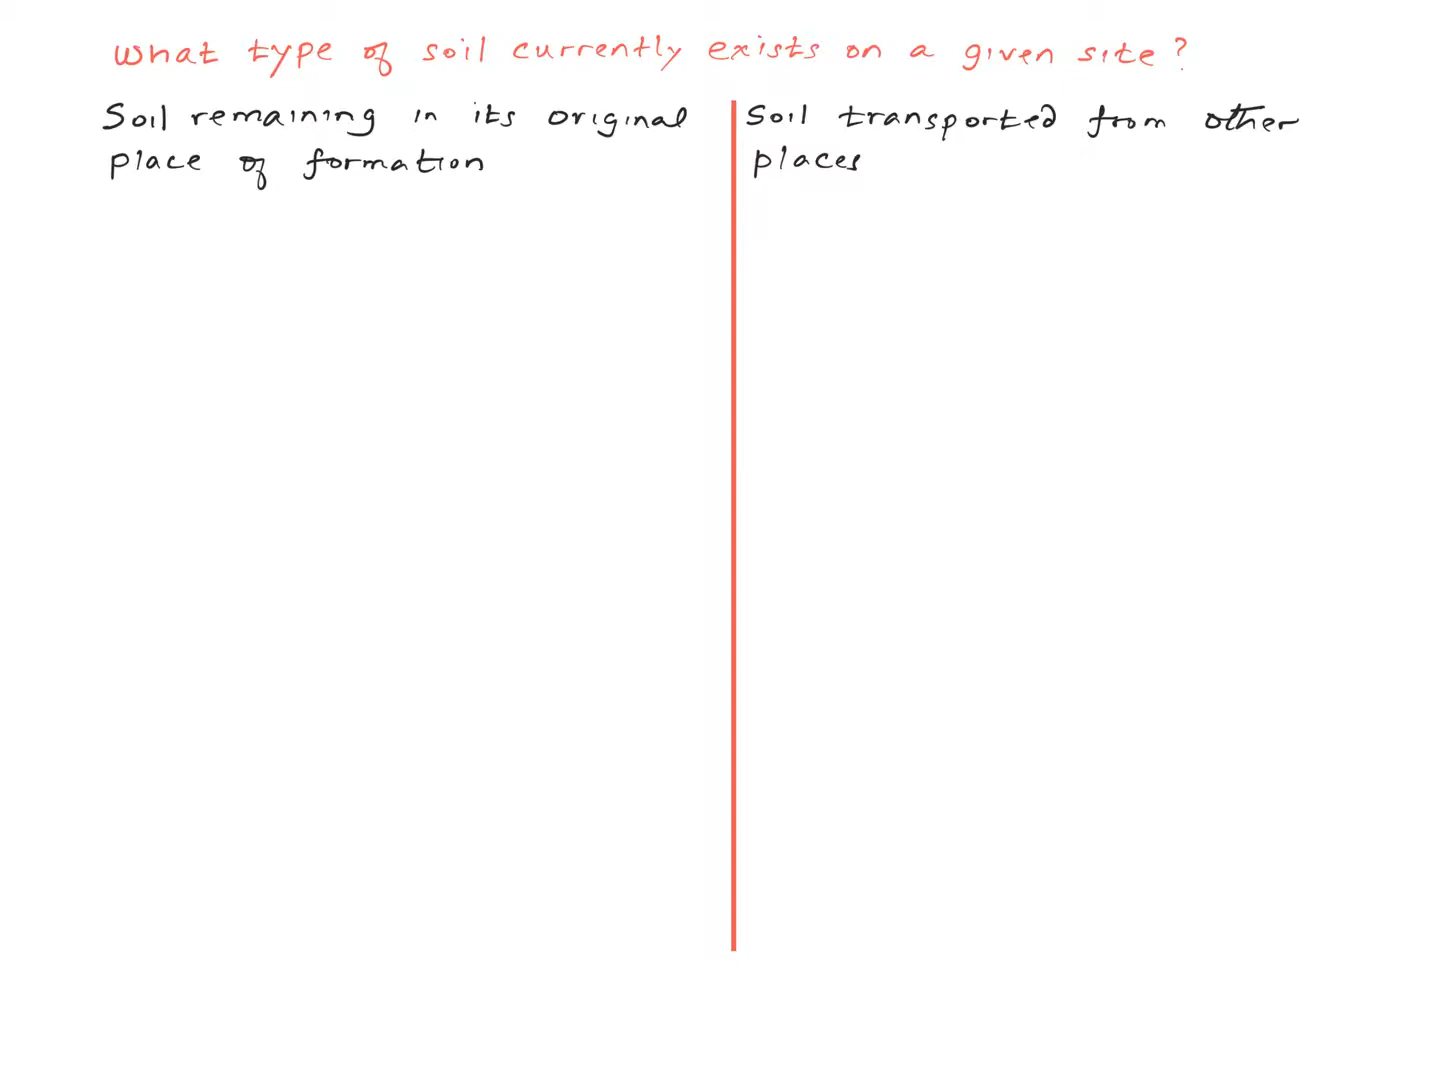 What type of soil currently exists on a given site?
Soil remaining in its original
place of formation
Soil transported from other
places